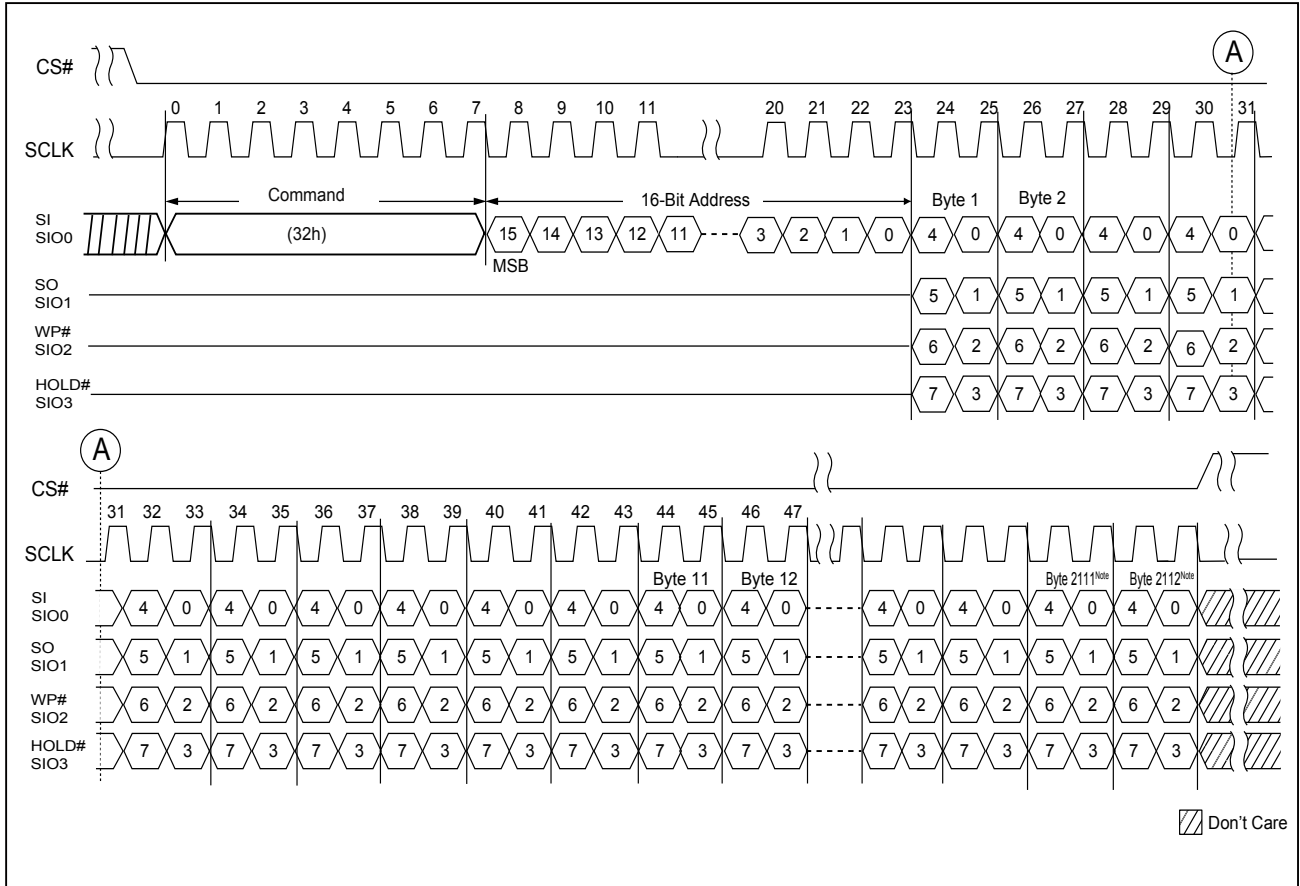 A
CS#
0 1 2 3 4 5 6 7 8 9 10 11 20 21 22 23 24 25 26 27 28 29 30 31
SCLK
Command 16-Bit Address Byte 1 Byte 2
SI
SIO0
(32h) 15 14 13 12 11 3 2 1 0 4 0 4 0 4 0 4 0
MSB
SO
SIO1
5 1 5 1 5 1 5 1
WP#
SIO2
6 2 6 2 6 2 6 2
HOLD#
SIO3
7 3 7 3 7 3 7 3
A
CS#
31 32 33 34 35 36 37 38 39 40 41 42 43 44 45 46 47
SCLK
Byte 11 Byte 12 Byte 2111Note Byte 2112Note
SI
SIO0
4 0 4 0 4 0 4 0 4 0 4 0 4 0 4 0 4 0 4 0 4 0 4 0
SO
SIO1
5 1 5 1 5 1 5 1 5 1 5 1 5 1 5 1 5 1 5 1 5 1 5 1
WP#
SIO2
6 2 6 2 6 2 6 2 6 2 6 2 6 2 6 2 6 2 6 2 6 2 6 2
HOLD#
SIO3
7 3 7 3 7 3 7 3 7 3 7 3 7 3 7 3 7 3 7 3 7 3 7 3
Don't Care